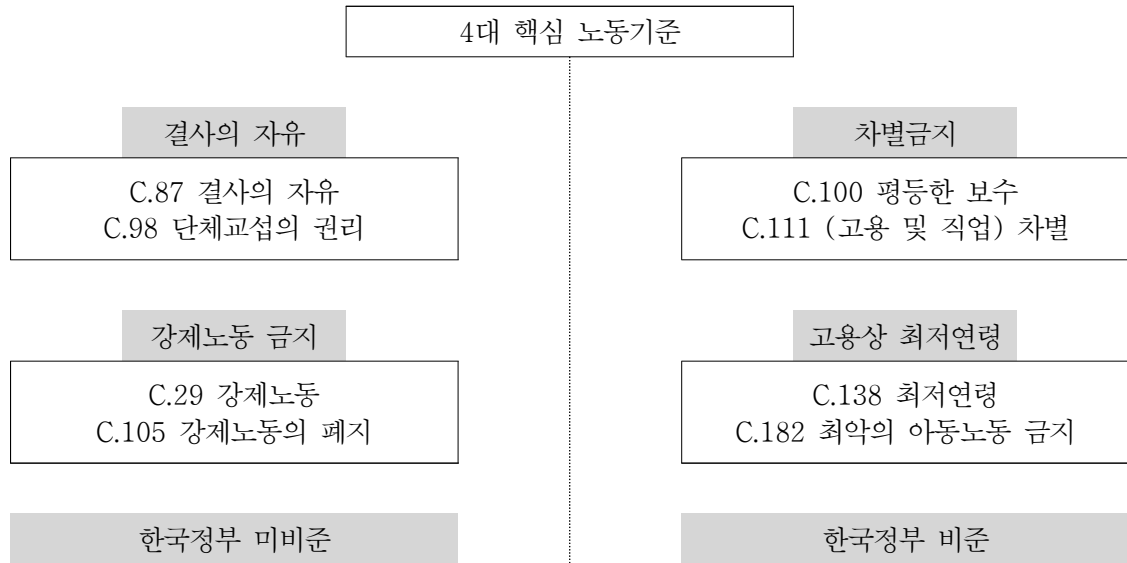 4대 핵심 노동기준
결사의 자유
C.87 결사의 자유
C.98 단체교섭의 권리
차별금지
C.100 평등한 보수
C.111 (고용 및 직업) 차별
강제노동 금지
C.29 강제노동
C.105 강제노동의 폐지
고용상 최저연령
C.138 최저연령
C.182 최악의 아동노동 금지
한국정부 미비준
한국정부 비준